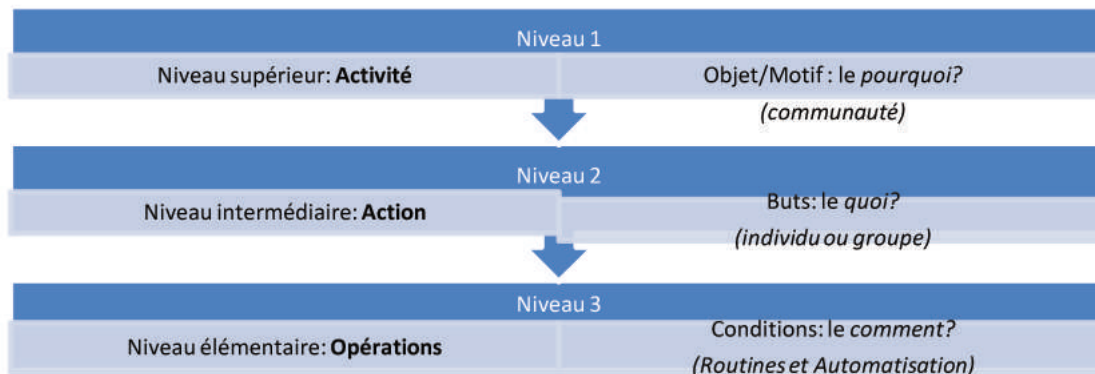 Niveau 1
Niveau supérieur: Activité
Objet/Motif : le pourquoi?
(communauté)
Niveau 2
Niveau intermédiaire: Action
Buts: le quoi?
(individu ou groupe)
Niveau 3
Niveau élémentaire: Opérations
Conditions: le comment?
(Routines et Automatisation)